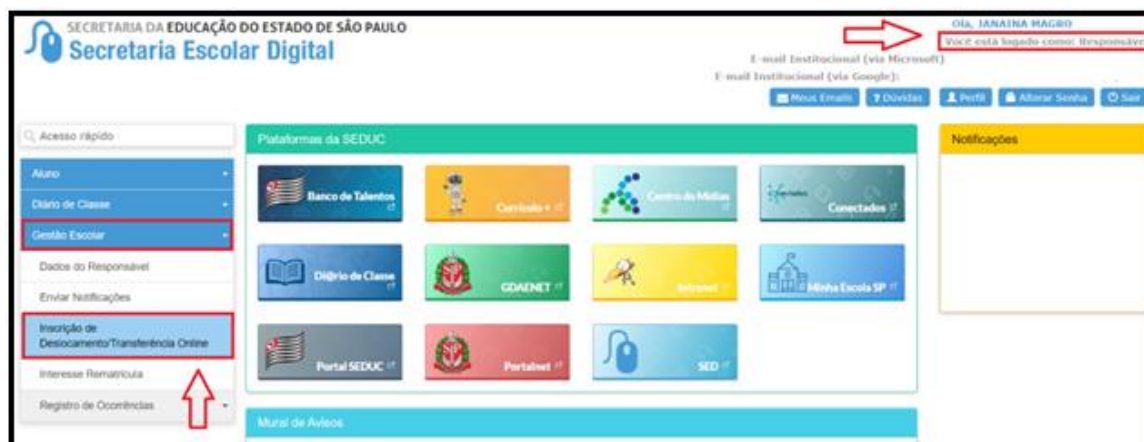 SECRETARIA DA EDUCAÇÃO DO ESTADO DE SÃO PAULO
Secretaria Escolar Digital
Olá, JANAINA MAGRO
Você está logado como: Responsáve
E-mail Institucional (via Microsoft)
E-mail Institucional (via Google):
Meus Emails
? Dúvidas
Perfil
Alterar Senha
Sair
Acesso rápido
Aluno
Diário de Classe
Gestão Escolar
Dados do Responsável
Enviar Notificações
Inscrição de
Deslocamento/Transferência Online
Interesse Rematrícula
Registro de Ocorrências
Plataformas da SEDUC
Banco de Talentos
Currículo +
Centro de Mídias
Conectados
Conectados
Di@rio de Classe
GDAENET
Intranet
Minha Escola SP
Portal SEDUC
Portalnet
SED
Mural de Avisos
Notificações